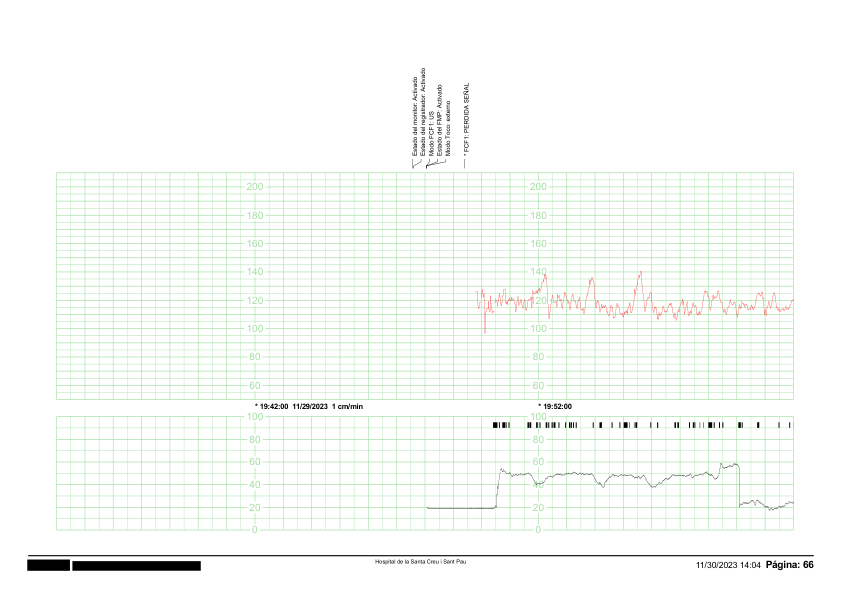 Estado del monitor: Activado
Estado del registrador: Activado
Modo FCF1: US
Estado del FMP: Activado
Modo Toco: externo
* FCF1: PERDIDA SEÑAL
200 200
180 180
160 160
140 140
120 120
100 100
80 80
60 60
* 19:42:00 11/29/2023 1 cm/min * 19:52:00
100 100
80 80
60 60
40 40
20 20
0 0
Hospital de la Santa Creu i Sant Pau
11/30/2023 14:04 Página: 66